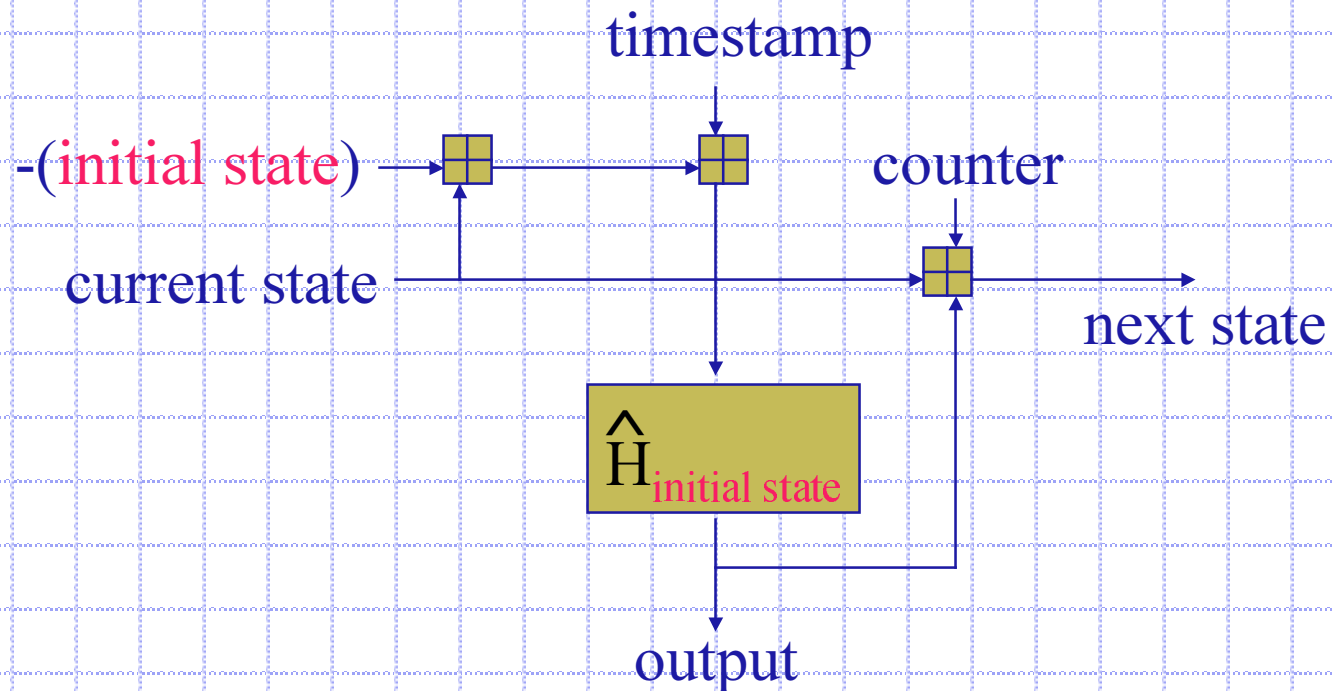 timestamp
-(initial state)
counter
current state
next state
Ĥinitial state
output